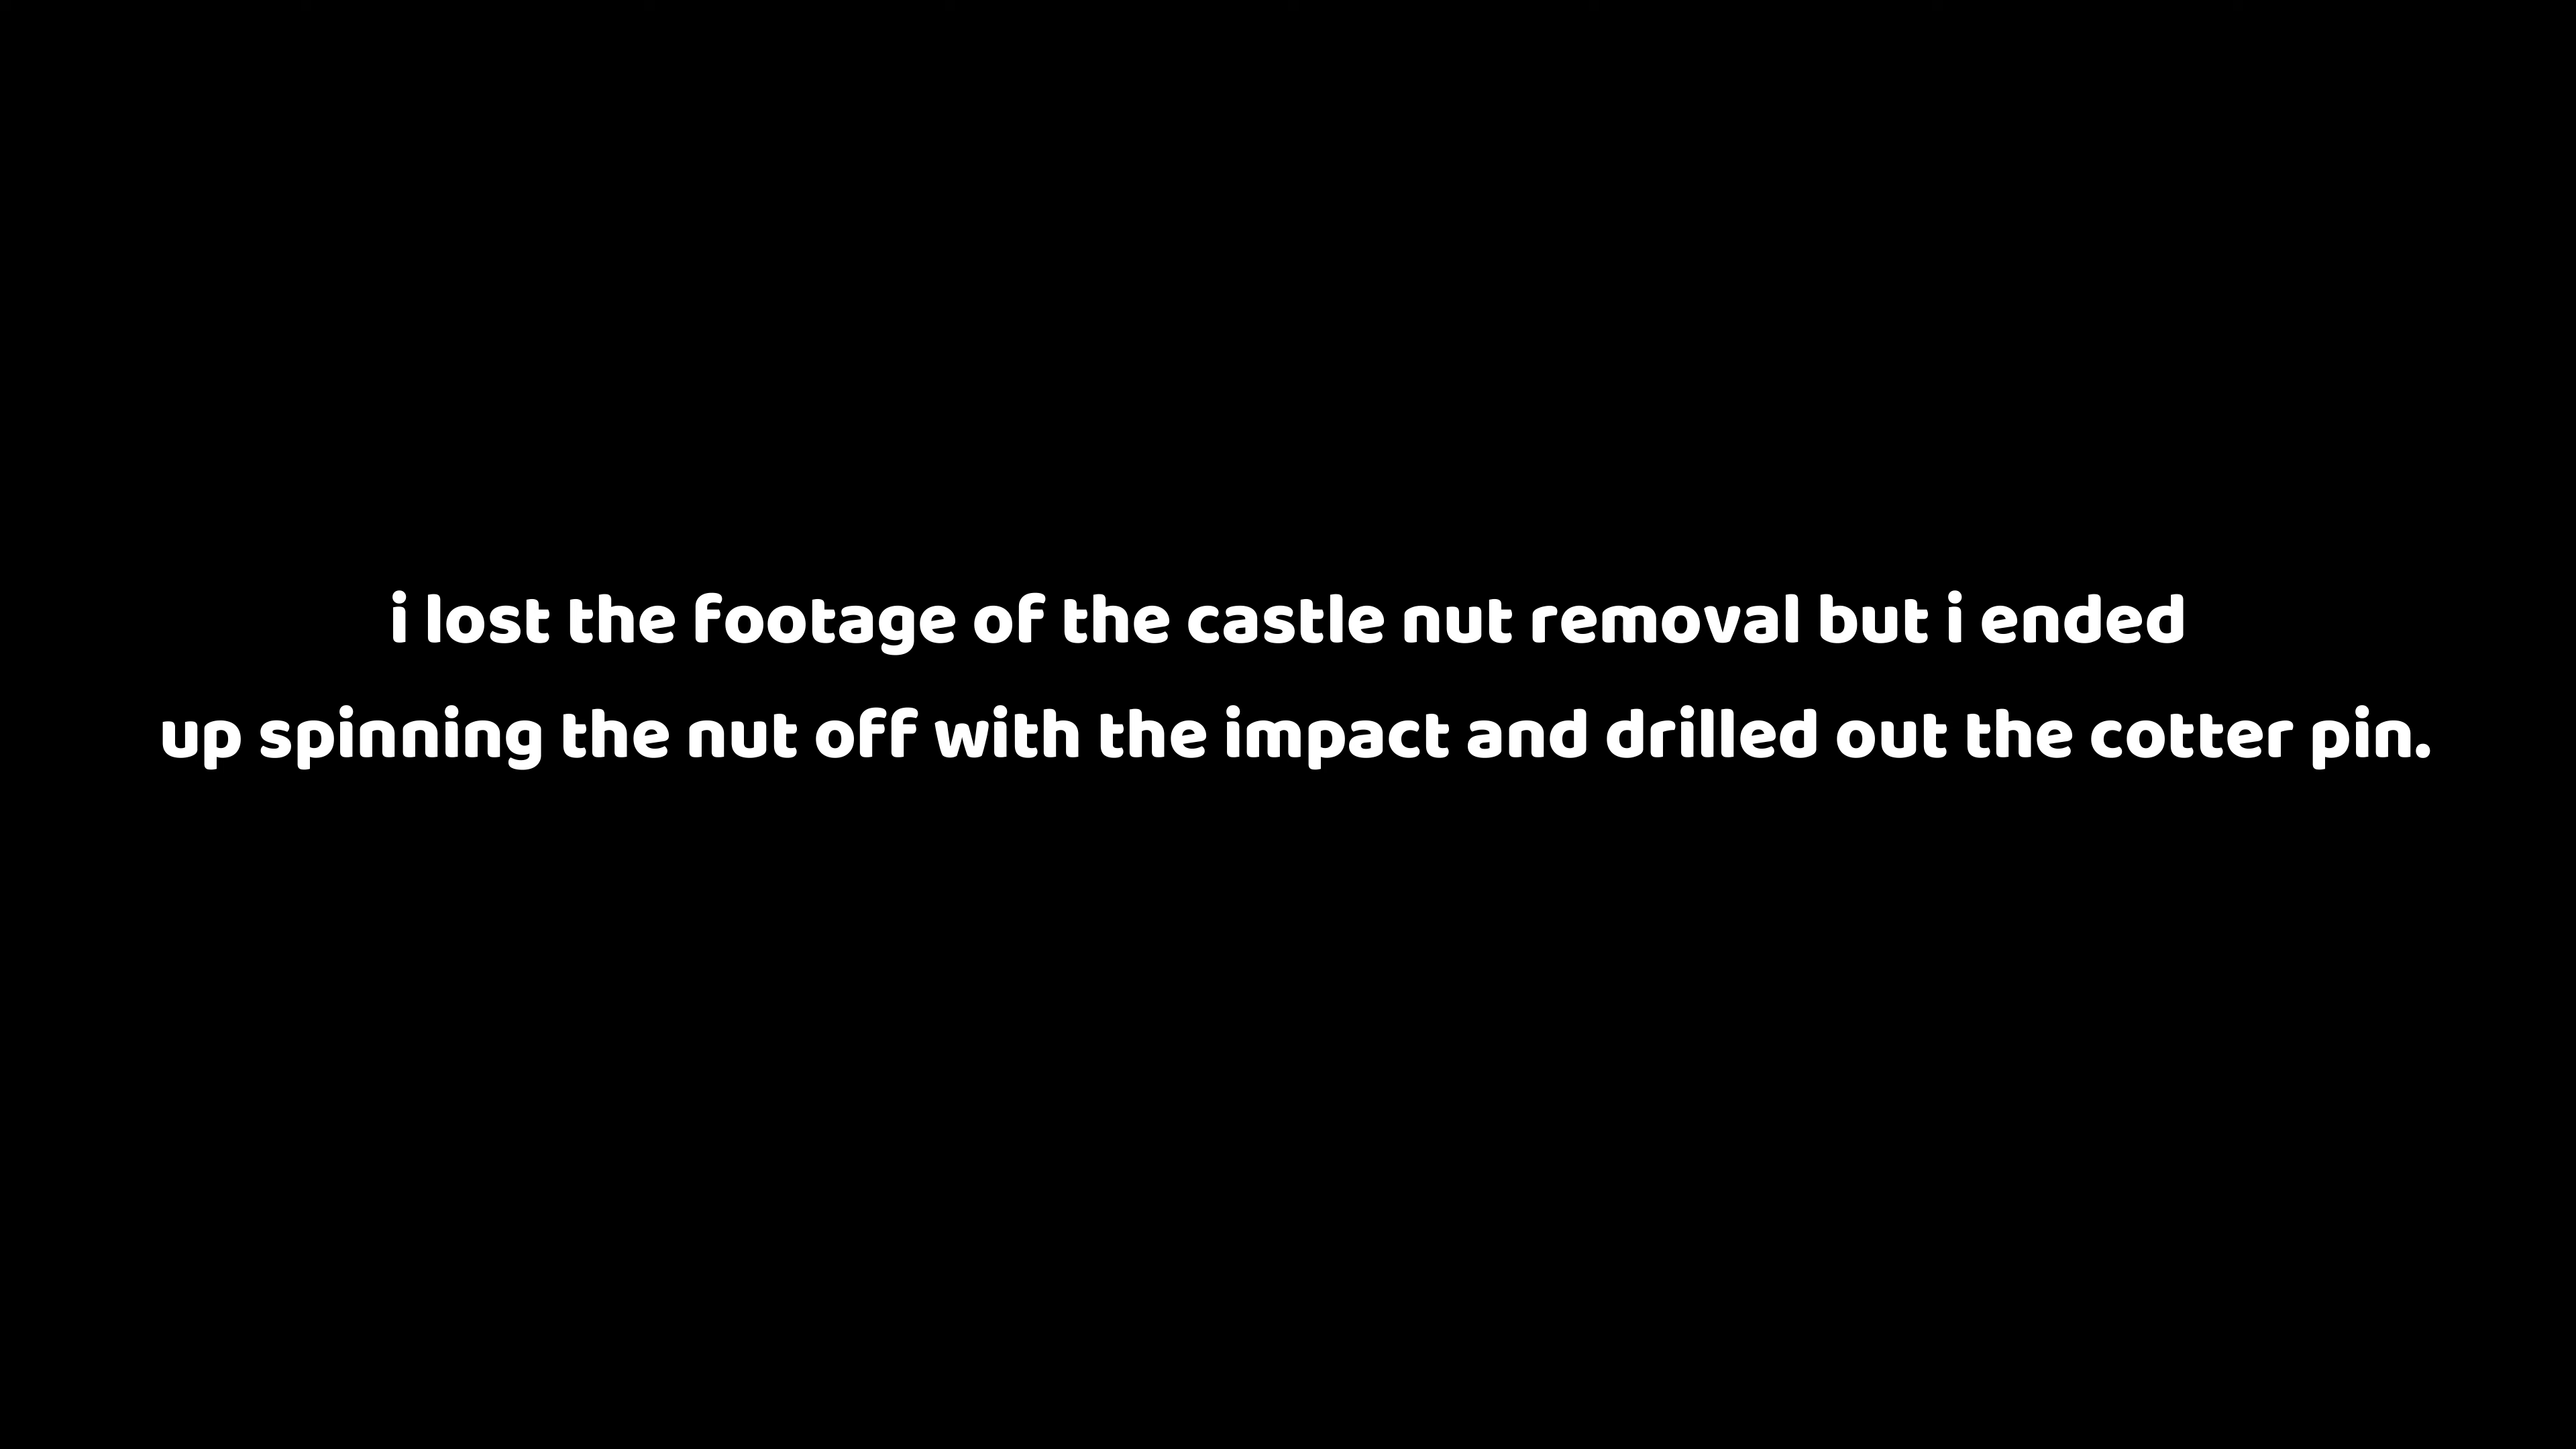 i lost the footage of the castle nut removal but i ended
up spinning the nut off with the impact and drilled out the cotter pin.